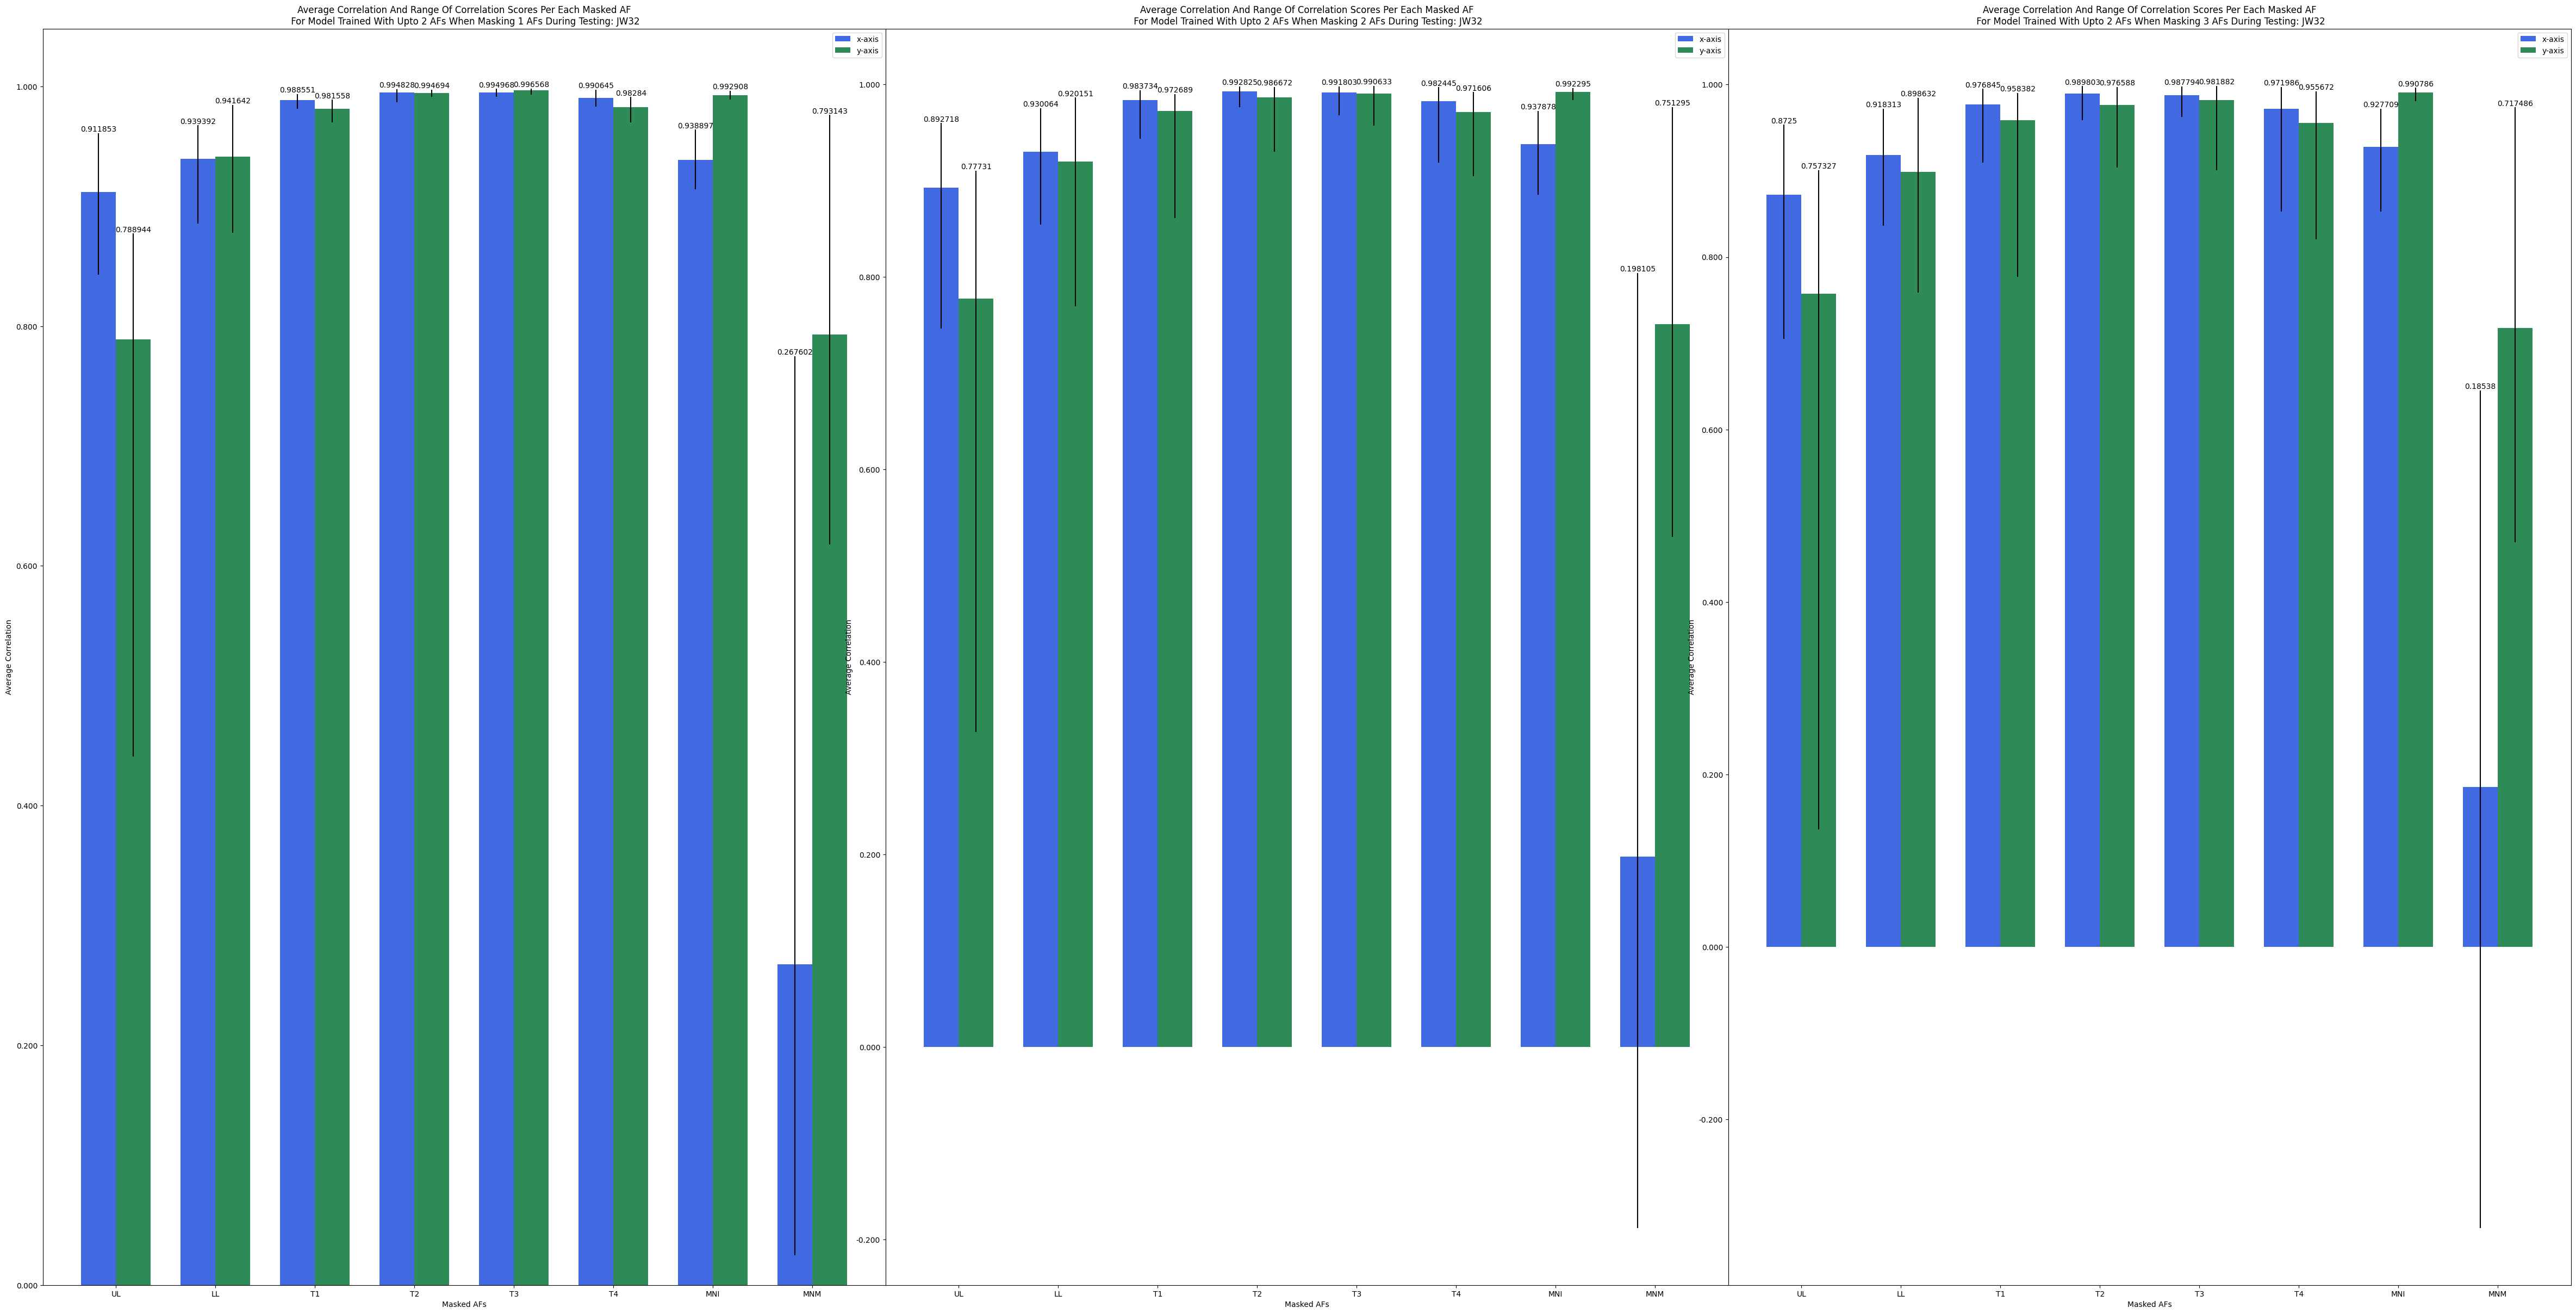 Average Correlation And Range Of Correlation Scores Per Each Masked AF
For Model Trained With Upto 2 AFs When Masking 1 AFs During Testing: JW32
x-axis
y-axis
1.000
0.800
0.600
0.400
0.200
0.000
Average Correlation
0.911853
0.788944
0.939392
0.941642
0.988551
0.981558
0.994828
0.994694
0.994968
0.996568
0.990645
0.98284
0.938897
0.992908
0.267602
0.793143
UL
LL
T1
T2
T3
T4
MNI
MNM
Masked AFs
Average Correlation And Range Of Correlation Scores Per Each Masked AF
For Model Trained With Upto 2 AFs When Masking 2 AFs During Testing: JW32
x-axis
y-axis
1.000
0.800
0.600
0.400
0.200
0.000
-0.200
Average Correlation
0.892718
0.77731
0.930064
0.920151
0.983734
0.972689
0.992825
0.986672
0.991803
0.990633
0.982445
0.971606
0.937878
0.992295
0.198105
0.751295
UL
LL
T1
T2
T3
T4
MNI
MNM
Masked AFs
Average Correlation And Range Of Correlation Scores Per Each Masked AF
For Model Trained With Upto 2 AFs When Masking 3 AFs During Testing: JW32
x-axis
y-axis
1.000
0.800
0.600
0.400
0.200
0.000
-0.200
Average Correlation
0.8725
0.757327
0.918313
0.898632
0.976845
0.958382
0.989803
0.976588
0.987794
0.981882
0.971986
0.955672
0.927709
0.990786
0.18538
0.717486
UL
LL
T1
T2
T3
T4
MNI
MNM
Masked AFs